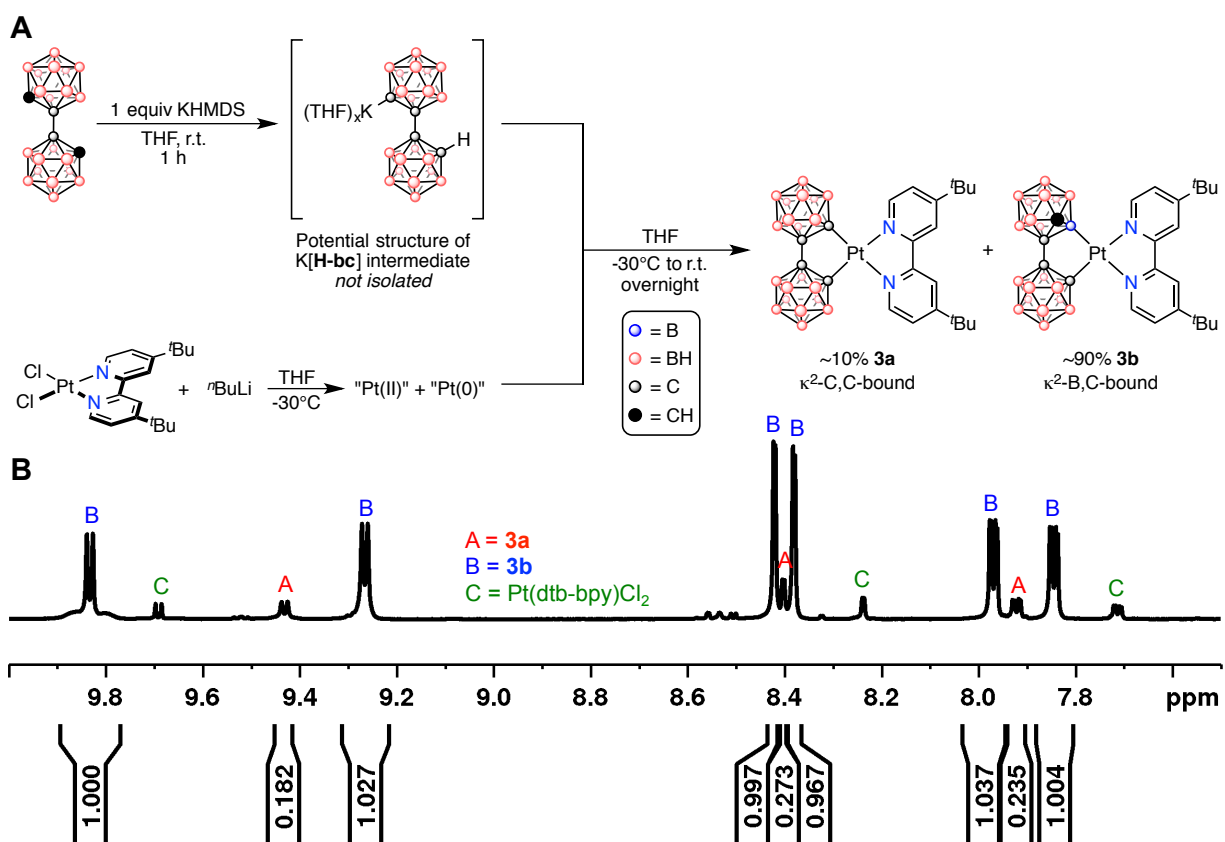 A
1 equiv KHMDS
THF, r.t.
1 h
(THF)ₓK
H
Potential structure of
K[H-bc] intermediate
not isolated
Cl
Cl
Pt
N
N
ᵗBu
ᵗBu
+
ⁿBuLi
THF
-30°C
"Pt(II)" + "Pt(0)"
THF
-30°C to r.t.
overnight
= B
= BH
= C
= CH
Pt
N
N
ᵗBu
ᵗBu
~10% 3a
κ²-C,C-bound
+
Pt
N
N
ᵗBu
ᵗBu
~90% 3b
κ²-B,C-bound
B
B
C
A
B
A = 3a
B = 3b
C = Pt(dtb-bpy)Cl₂
B
A
B
C
B
A
B
C
9.8 9.6 9.4 9.2 9.0 8.8 8.6 8.4 8.2 8.0 7.8 ppm
1.000
0.182
1.027
0.997
0.273
0.967
1.037
0.235
1.004